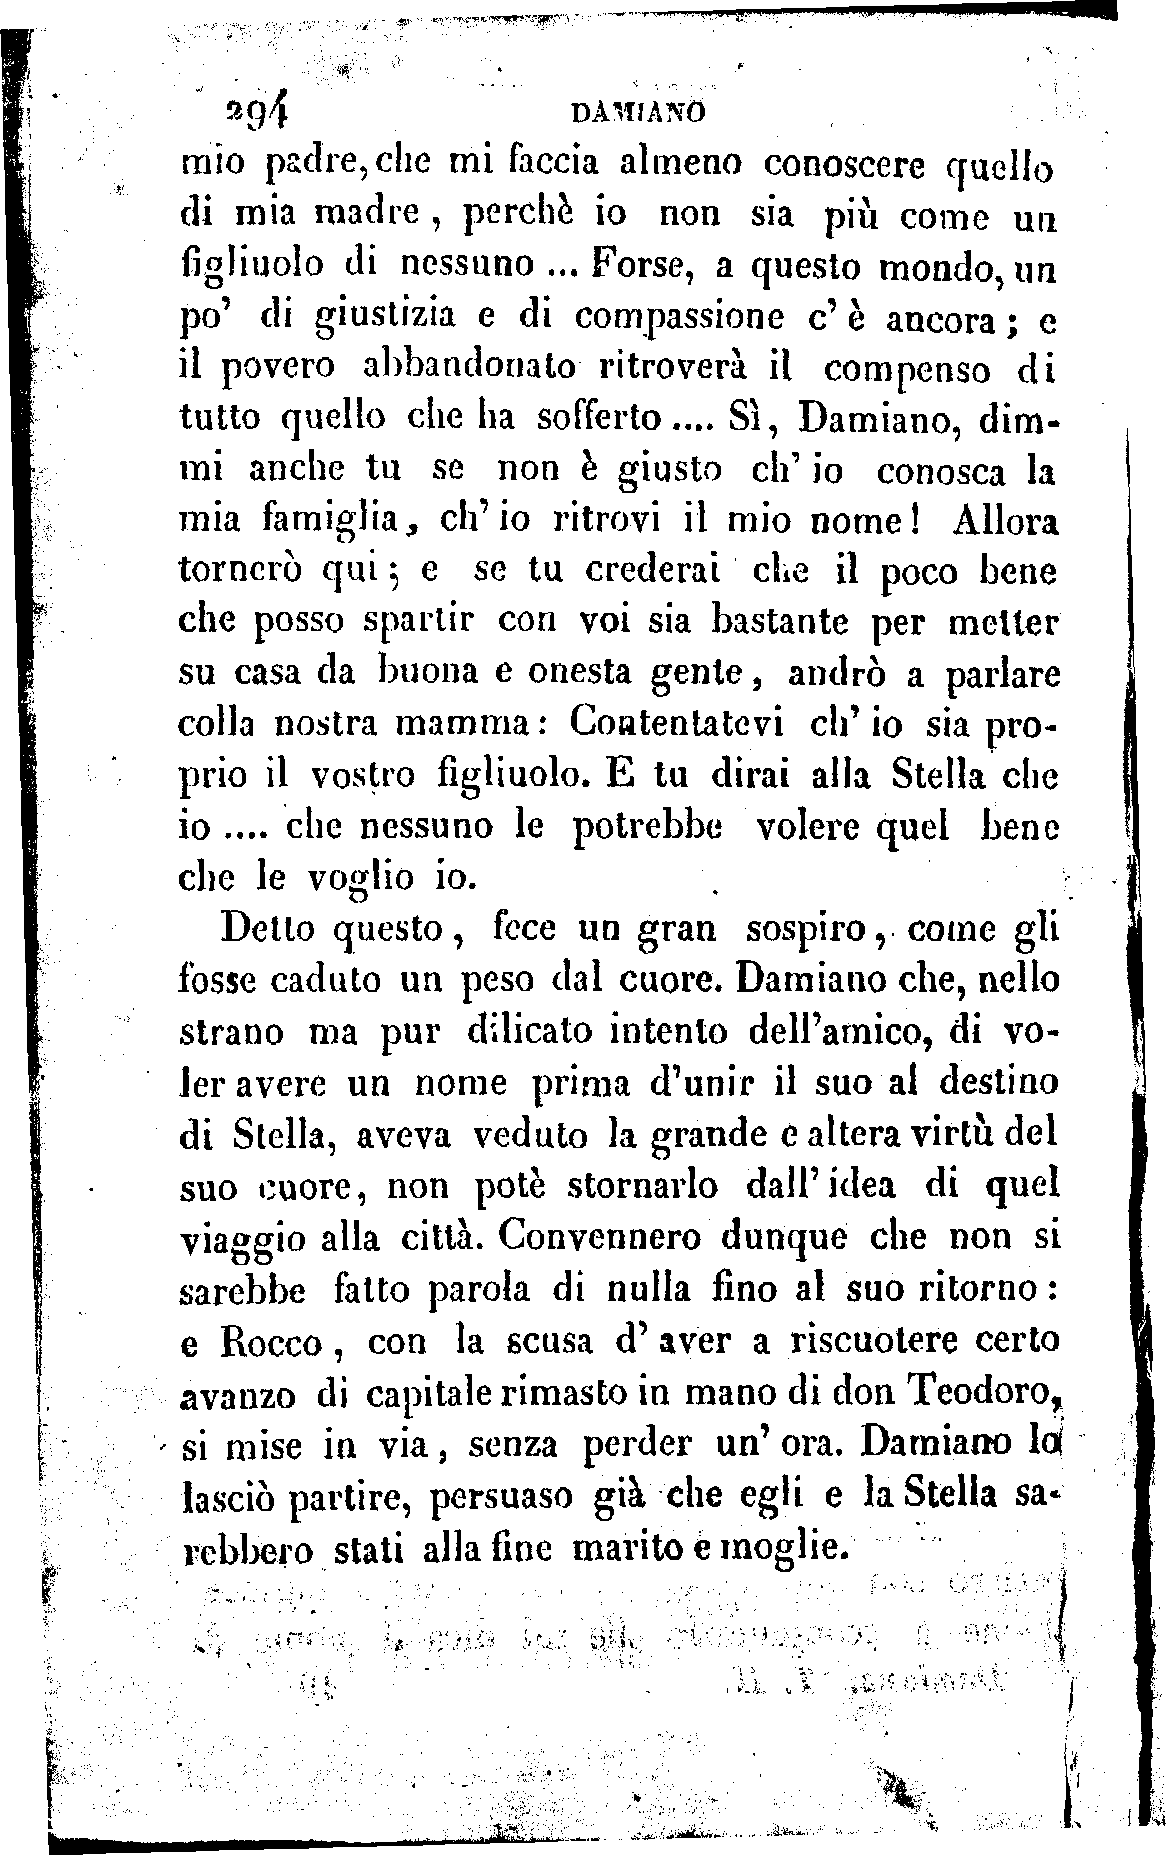 294 DAMIANO
mio padre, che mi faccia almeno conoscere quello
di mia madre , perchè io non sia più come un
figliuolo di nessuno ... Forse, a questo mondo, un
po' di giustizia e di compassione c' è ancora ; e
il povero abbandonato ritroverà il compenso di
tutto quello che ha sofferto .... Sì, Damiano, dim-
mi anche tu se non è giusto ch' io conosca la
mia famiglia, ch' io ritrovi il mio nome! Allora
tornerò qui ; e se tu crederai che il poco bene
che posso spartir con voi sia bastante per metter
su casa da buona e onesta gente , andrò a parlare
colla nostra mamma : Contentatevi ch' io sia pro-
prio il vostro figliuolo. E tu dirai alla Stella che
io .... che nessuno le potrebbe volere quel bene
che le voglio io.
Detto questo , fece un gran sospiro , come gli
fosse caduto un peso dal cuore. Damiano che, nello
strano ma pur dilicato intento dell'amico, di vo-
ler avere un nome prima d'unir il suo al destino
di Stella, aveva veduto la grande e altera virtù del
suo cuore, non potè stornarlo dall' idea di quel
viaggio alla città. Convennero dunque che non si
sarebbe fatto parola di nulla fino al suo ritorno :
e Rocco , con la scusa d' aver a riscuotere certo
avanzo di capitale rimasto in mano di don Teodoro,
si mise in via , senza perder un' ora. Damiano lo
lasciò partire, persuaso già che egli e la Stella sa-
rebbero stati alla fine marito e moglie.